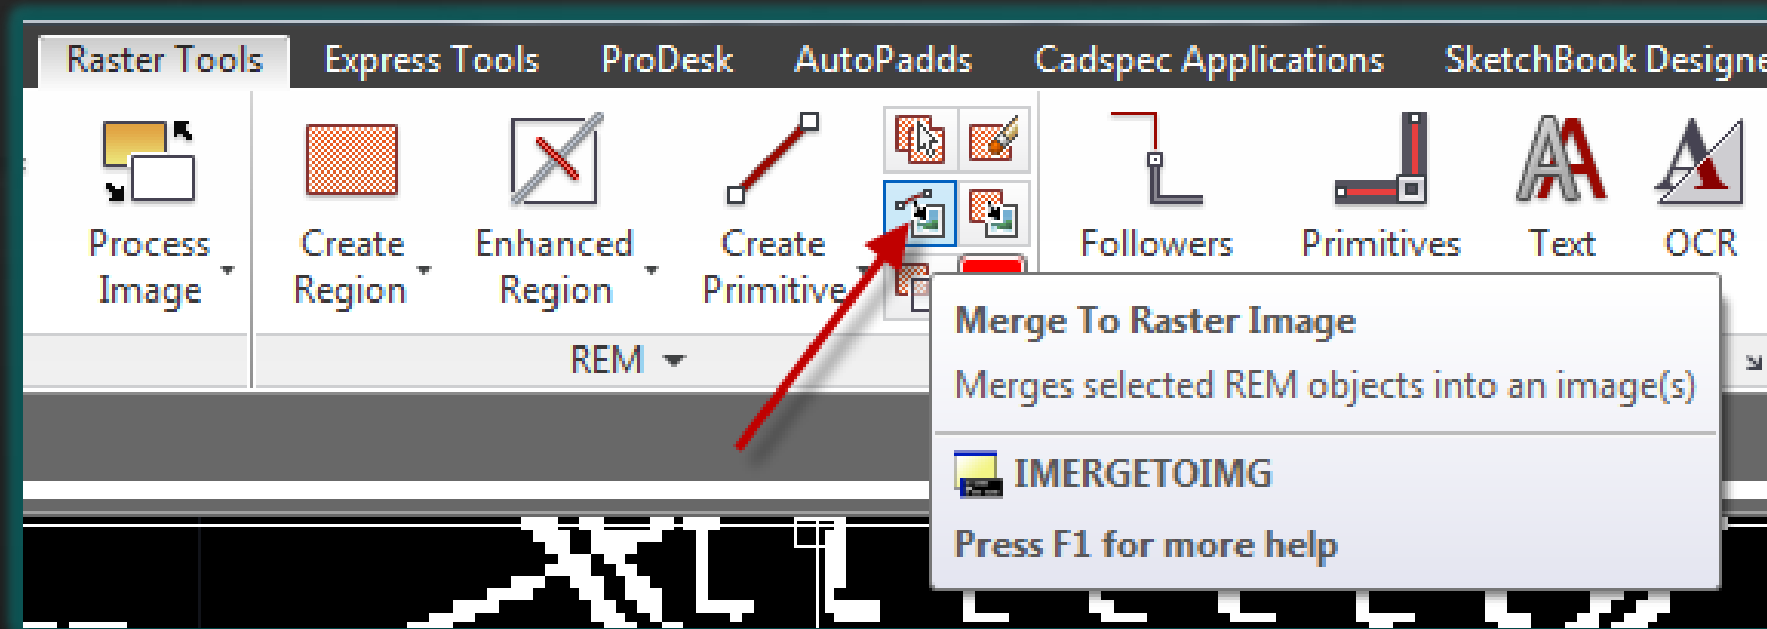 Raster Tools Express Tools ProDesk AutoPadds Cadspec Applications SketchBook Designe
Process Image
Create Region
Enhanced Region
Create Primitive
Followers
Primitives
Text
OCR
REM
Merge To Raster Image
Merges selected REM objects into an image(s)
IMERGETOIMG
Press F1 for more help